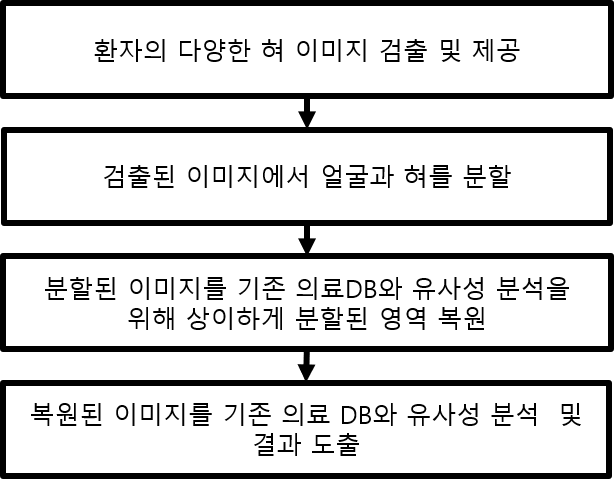 환자의 다양한 혀 이미지 검출 및 제공
검출된 이미지에서 얼굴과 혀를 분할
분할된 이미지를 기존 의료DB와 유사성 분석을
위해 상이하게 분할된 영역 복원
복원된 이미지를 기존 의료 DB와 유사성 분석 및
결과 도출